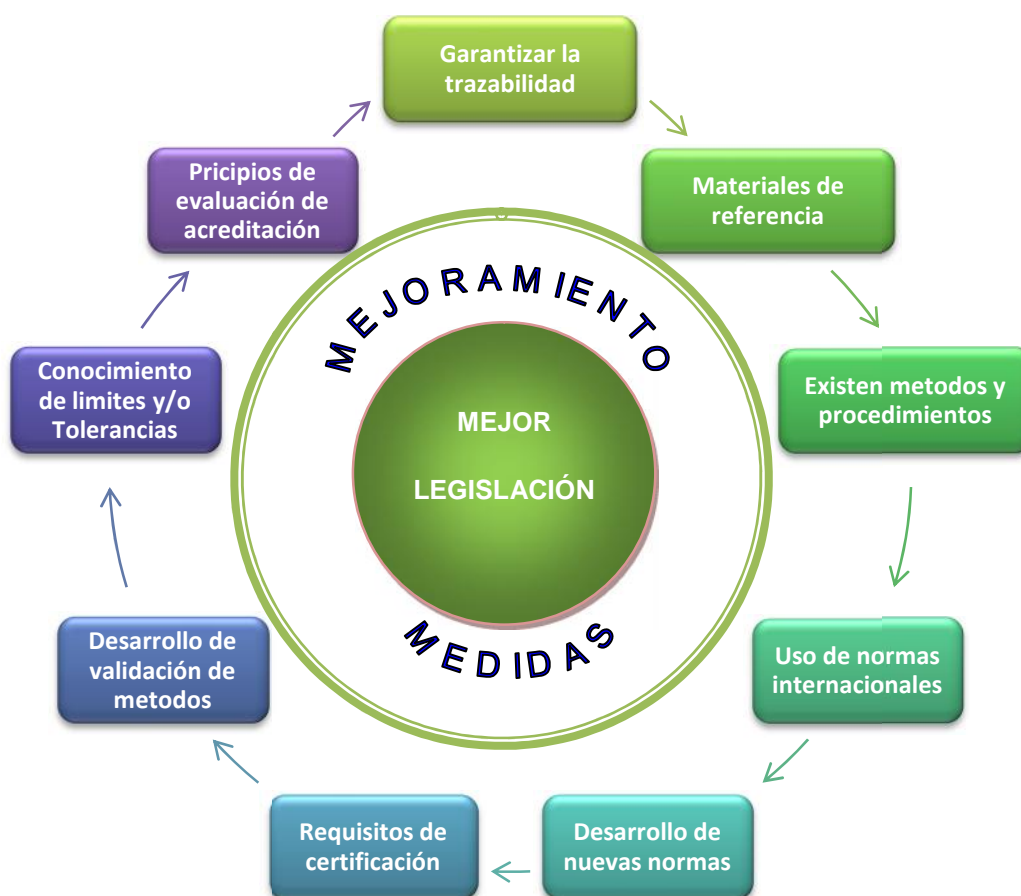 Garantizar la
trazabilidad
Materiales de
referencia
Existen metodos y
procedimientos
Uso de normas
internacionales
Desarrollo de
nuevas normas
Requisitos de
certificación
Desarrollo de
validación de
metodos
Conocimiento
de limites y/o
Tolerancias
Pricipios de
evaluación de
acreditación
MEJORAMIENTO
MEJOR
LEGISLACIÓN
MEDIDAS